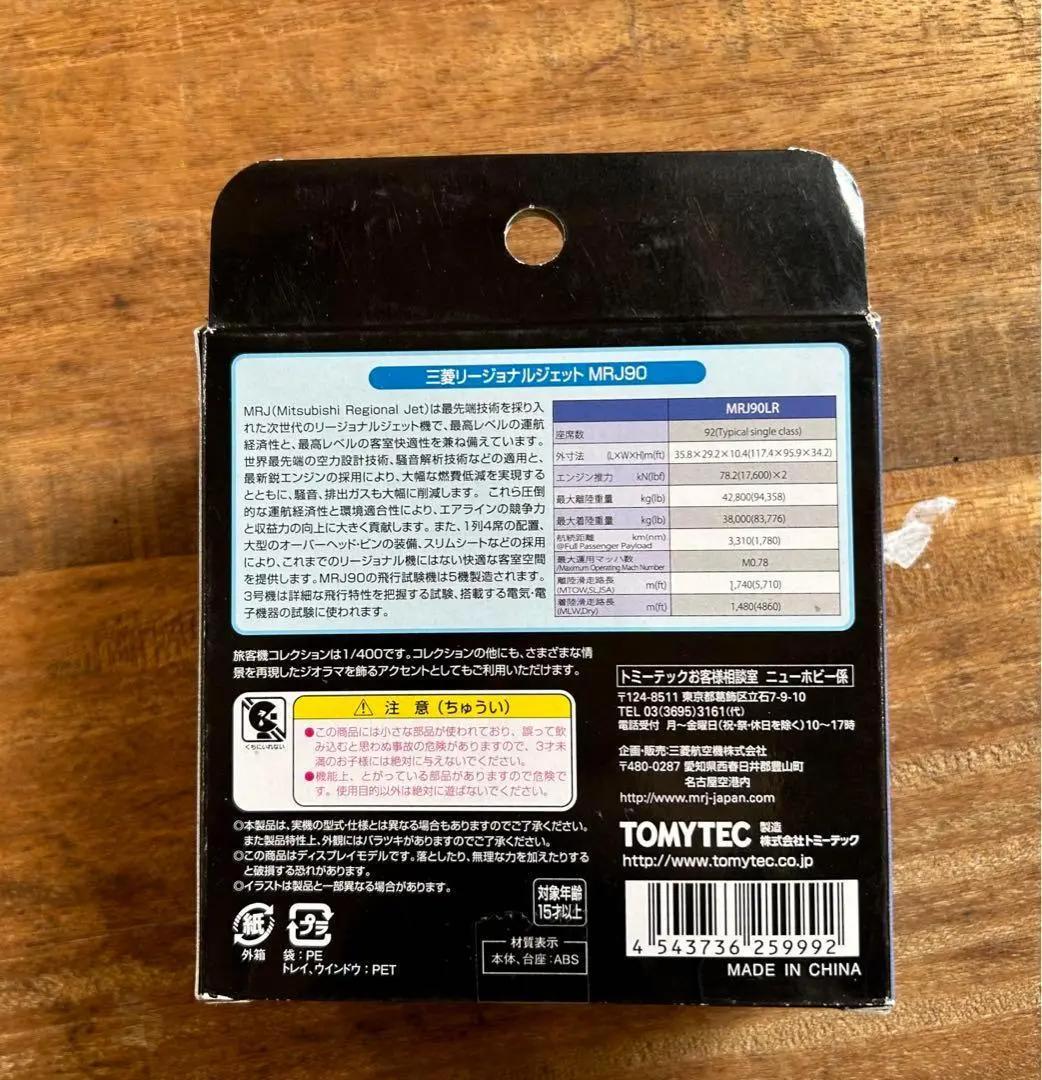 三菱リージョナルジェット MRJ90
MRJ(Mitsubishi Regional Jet)は最先端技術を採り入
れた次世代のリージョナルジェット機で、最高レベルの運航
経済性と、最高レベルの客室快適性を兼ね備えています。
世界最先端の空力設計技術、騒音解析技術などの適用と、
最新鋭エンジンの採用により、大幅な燃費低減を実現する
とともに、騒音、排出ガスも大幅に削減します。 これら圧倒
的な運航経済性と環境適合性により、エアラインの競争力
と収益力の向上に大きく貢献します。また、1列4席の配置、
大型のオーバーヘッド・ビンの装備、スリムシートなどの採用
により、これまでのリージョナル機にはない快適な客室空間
を提供します。MRJ90の飛行試験機は5機製造されます。
3号機は詳細な飛行特性を把握する試験、搭載する電気・電
子機器の試験に使われます。
MRJ90LR
座席数 92(Typical single class)
外寸法 (L×W×H)m(ft) 35.8×29.2×10.4(117.4×95.9×34.2)
エンジン推力 kN(lbf) 78.2(17,600)×2
最大離陸重量 kg(lb) 42,800(94,358)
最大着陸重量 kg(lb) 38,000(83,776)
航続距離 km(nm) 3,310(1,780)
@Full Passenger Payload
最大運用マッハ数 M0.78
/Maximum Operating Mach Number
離陸滑走路長 m(ft) 1,740(5,710)
(MTOW,SL,ISA)
着陸滑走路長 m(ft) 1,480(4860)
(MLW,Dry)
旅客機コレクションは1/400です。コレクションの他にも、さまざまな情
景を再現したジオラマを飾るアクセントとしてもご利用いただけます。
くちにいれない
注 意 (ちゅうい)
●この商品には小さな部品が使われており、誤って飲
み込むと思わぬ事故の危険がありますので、3才未
満のお子様には絶対に与えないでください。
●機能上、とがっている部品がありますので危険で
す。使用目的以外は絶対に遊ばないでください。
◎本製品は、実機の型式・仕様とは異なる場合もありますのでご了承ください。
また製品特性上、外観にはバラツキがありますのでご了承ください。
◎この商品はディスプレイモデルです。落としたり、無理な力を加えたりする
と破損する恐れがあります。
◎イラストは製品と一部異なる場合があります。
紙
外箱
プラ
袋:PE
トレイ、ウインドウ:PET
対象年齢
15才以上
材質表示
本体、台座:ABS
トミーテックお客様相談室 ニューホビー係
〒124-8511 東京都葛飾区立石7-9-10
TEL 03(3695)3161(代)
電話受付 月〜金曜日(祝・祭・休日を除く)10〜17時
企画・販売:三菱航空機株式会社
〒480-0287 愛知県西春日井郡豊山町
名古屋空港内
http://www.mrj-japan.com
TOMYTEC 製造
株式会社トミーテック
http://www.tomytec.co.jp
4 543736 259992
MADE IN CHINA